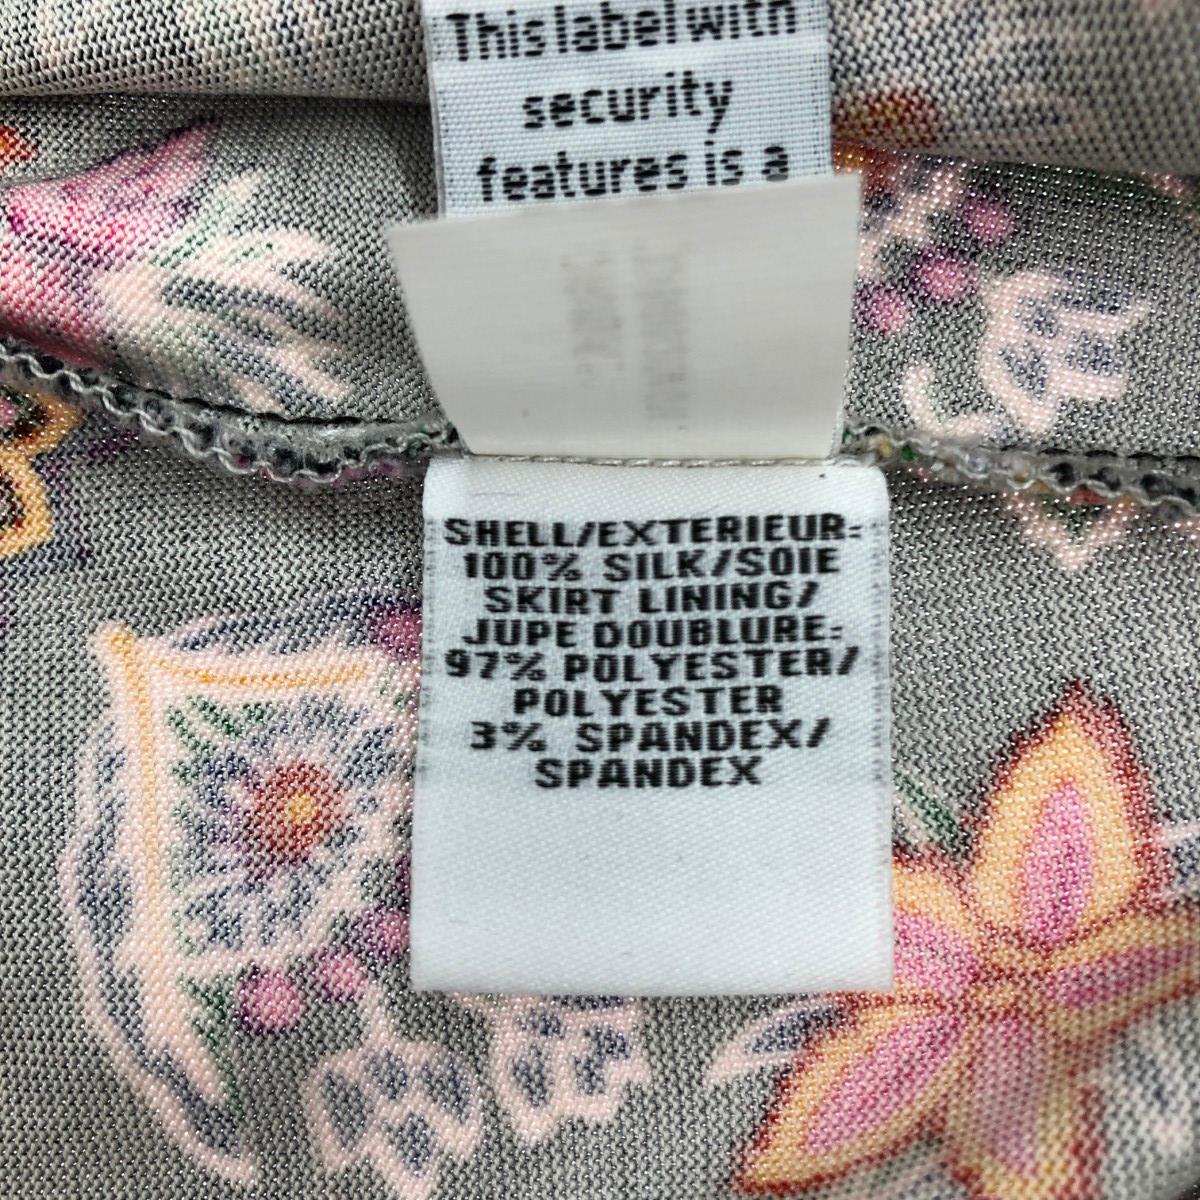 This label with
security
features is a
SHELL/EXTERIEUR:
100% SILK/SOIE
SKIRT LINING/
JUPE DOUBLURE:
97% POLYESTER/
POLYESTER
3% SPANDEX/
SPANDEX